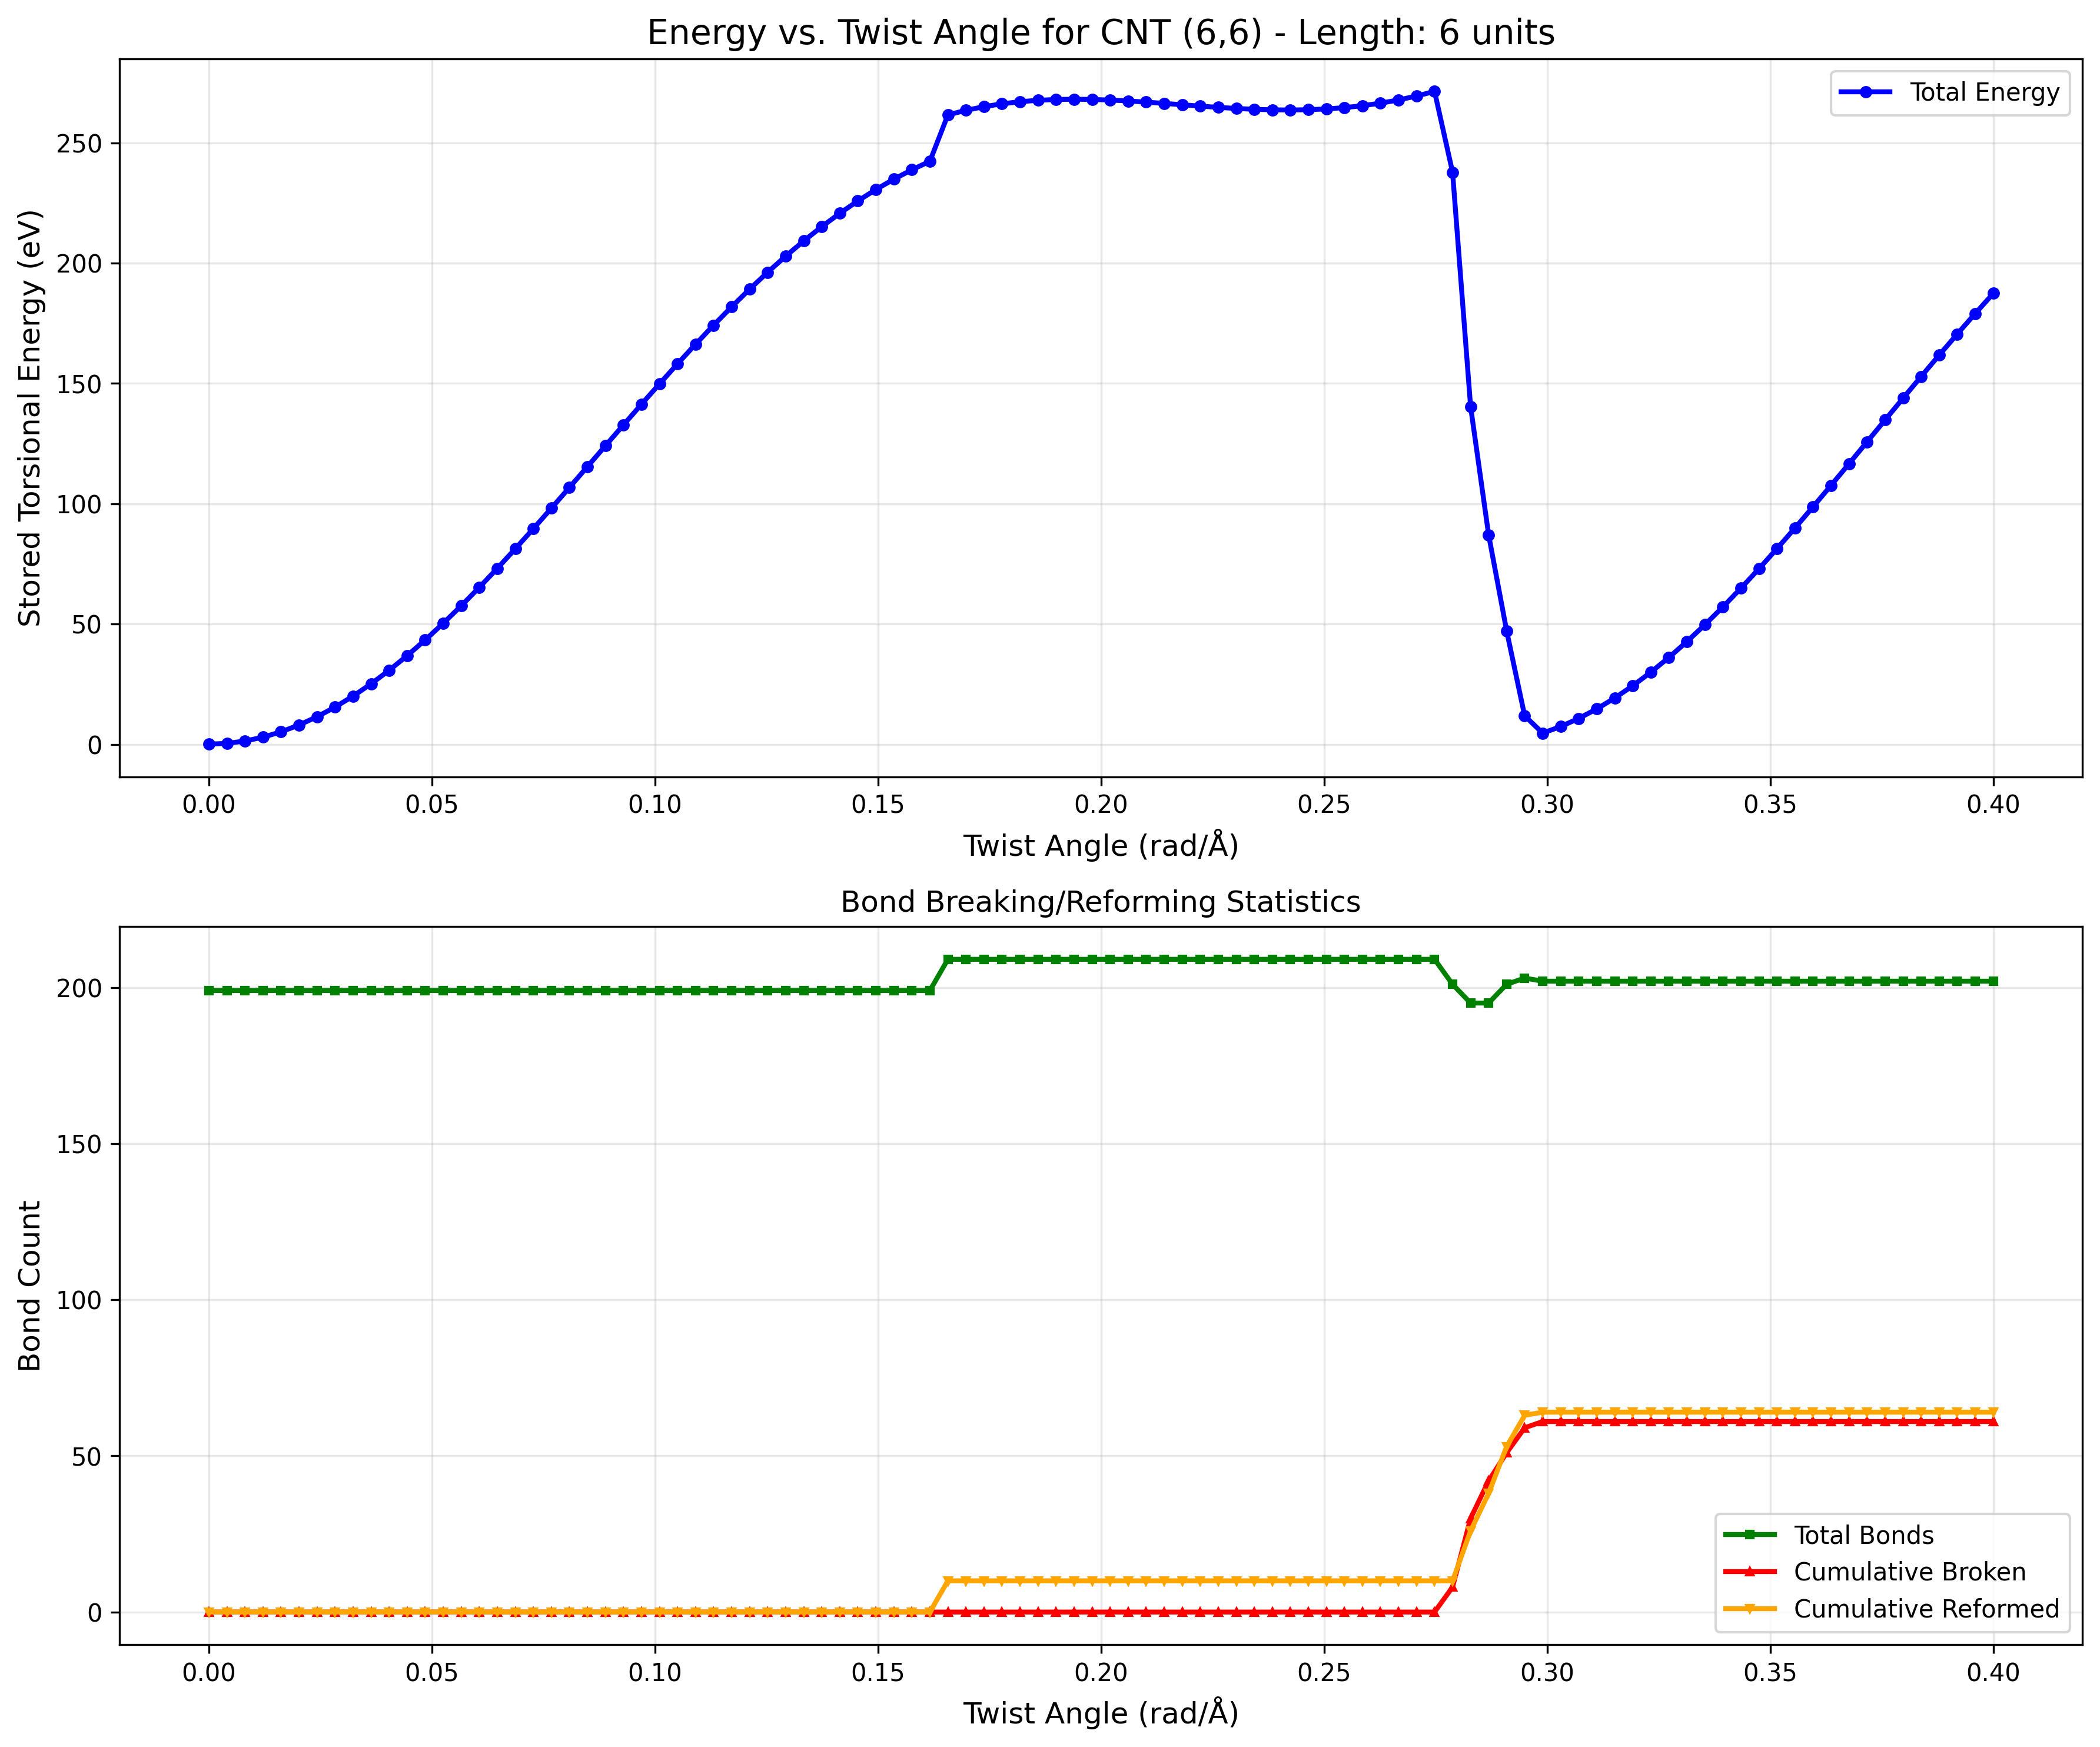 Energy vs. Twist Angle for CNT (6,6) - Length: 6 units
Total Energy
Stored Torsional Energy (eV)
250
200
150
100
50
0
0.00 0.05 0.10 0.15 0.20 0.25 0.30 0.35 0.40
Twist Angle (rad/Å)
Bond Breaking/Reforming Statistics
Bond Count
200
150
100
50
0
Total Bonds
Cumulative Broken
Cumulative Reformed
0.00 0.05 0.10 0.15 0.20 0.25 0.30 0.35 0.40
Twist Angle (rad/Å)